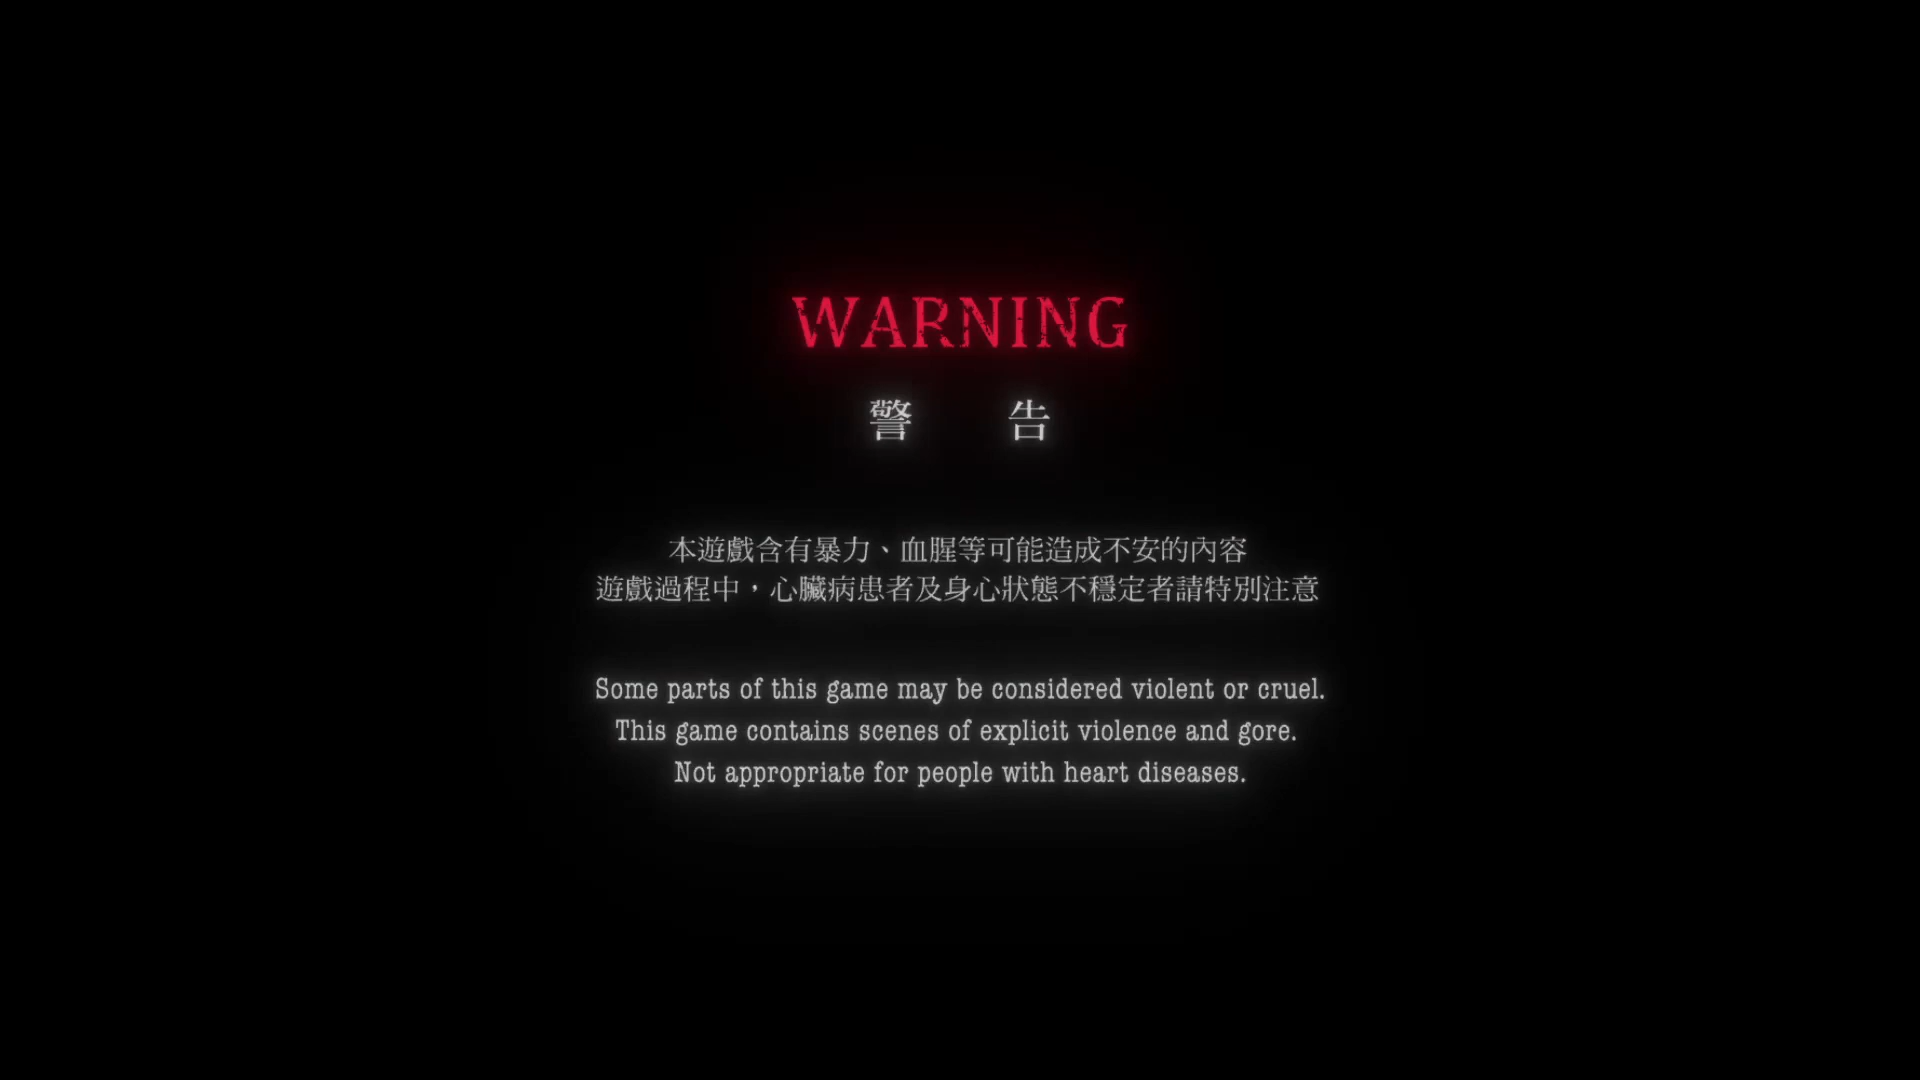 WARNING
警 告
本遊戲含有暴力、血腥等可能造成不安的內容
遊戲過程中，心臟病患者及身心狀態不穩定者請特別注意
Some parts of this game may be considered violent or cruel.
This game contains scenes of explicit violence and gore.
Not appropriate for people with heart diseases.